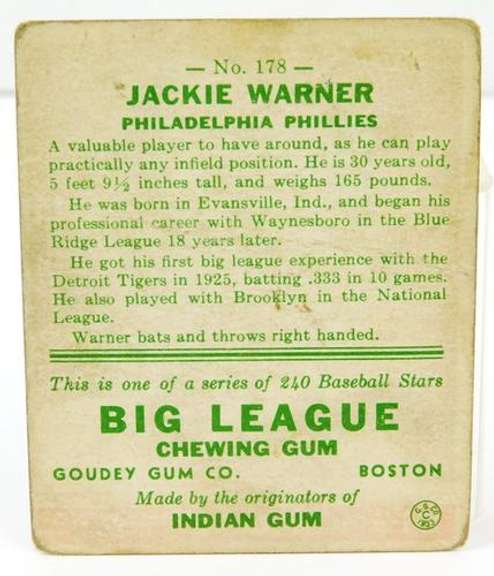 — No. 178 —
JACKIE WARNER
PHILADELPHIA PHILLIES
A valuable player to have around, as he can play
practically any infield position. He is 30 years old,
5 feet 9½ inches tall, and weighs 165 pounds.
He was born in Evansville, Ind., and began his
professional career with Waynesboro in the Blue
Ridge League 18 years later.
He got his first big league experience with the
Detroit Tigers in 1925, batting .333 in 10 games.
He also played with Brooklyn in the National
League.
Warner bats and throws right handed.
This is one of a series of 240 Baseball Stars
BIG LEAGUE
CHEWING GUM
GOUDEY GUM CO. BOSTON
Made by the originators of
INDIAN GUM
C